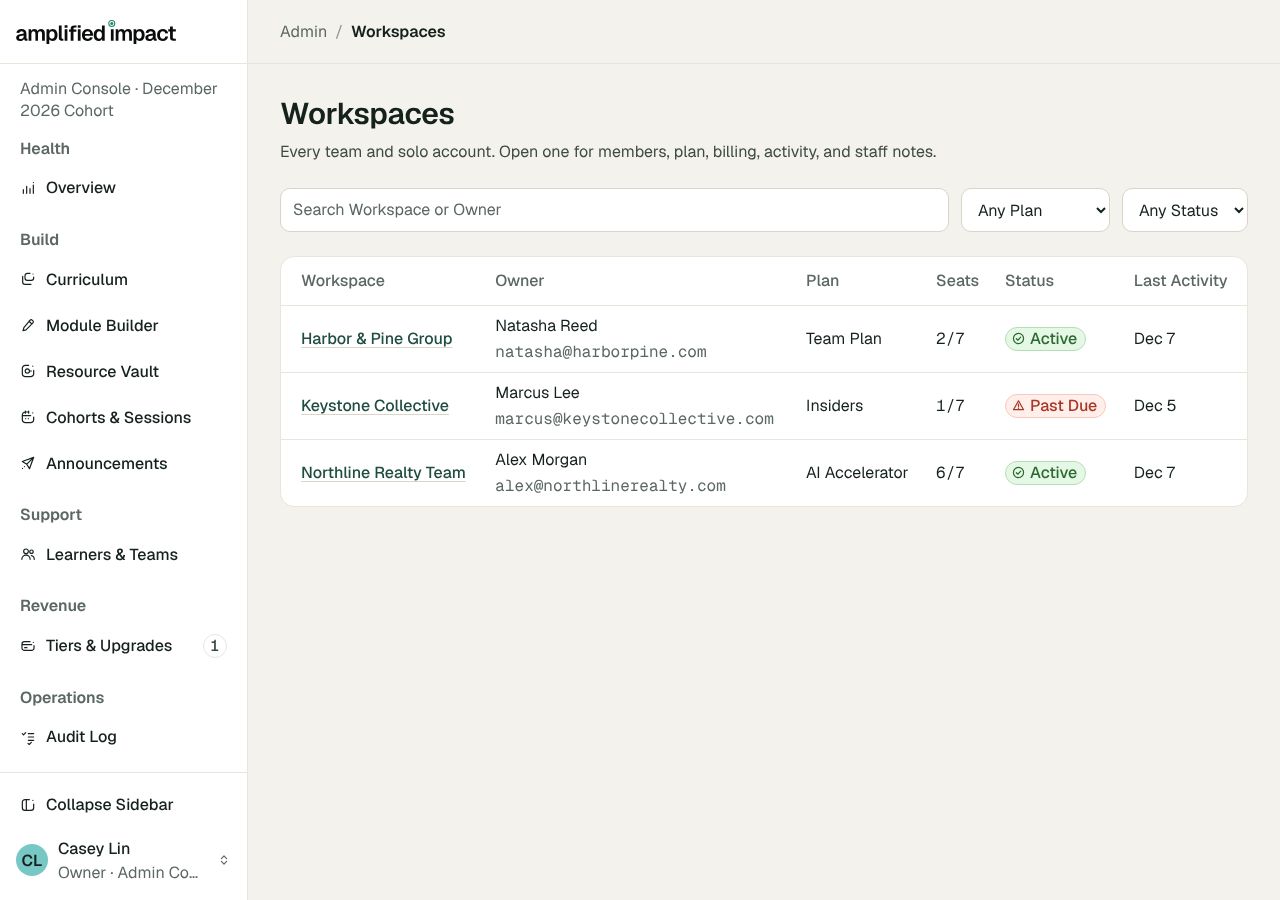 amplified impact
Admin Console · December
2026 Cohort
Health
Overview
Build
Curriculum
Module Builder
Resource Vault
Cohorts & Sessions
Announcements
Support
Learners & Teams
Revenue
Tiers & Upgrades 1
Operations
Audit Log
Collapse Sidebar
CL
Casey Lin
Owner · Admin Co...
Admin / Workspaces
Workspaces
Every team and solo account. Open one for members, plan, billing, activity, and staff notes.
Search Workspace or Owner Any Plan Any Status
Workspace Owner Plan Seats Status Last Activity
Harbor & Pine Group Natasha Reed Team Plan 2/7 Active Dec 7
natasha@harborpine.com
Keystone Collective Marcus Lee Insiders 1/7 Past Due Dec 5
marcus@keystonecollective.com
Northline Realty Team Alex Morgan AI Accelerator 6/7 Active Dec 7
alex@northlinerealty.com